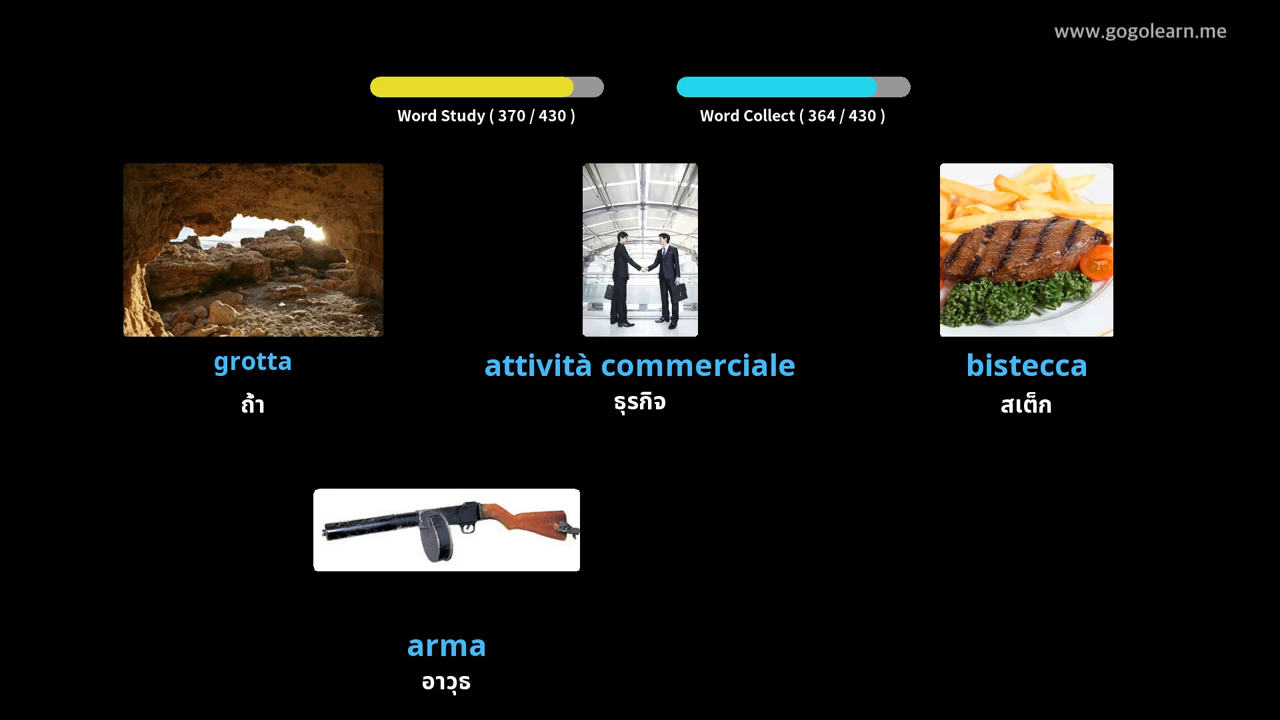 www.gogolearn.me
Word Study ( 370 / 430 )
Word Collect ( 364 / 430 )
grotta
ถ้ำ
attività commerciale
ธุรกิจ
bistecca
สเต็ก
arma
อาวุธ